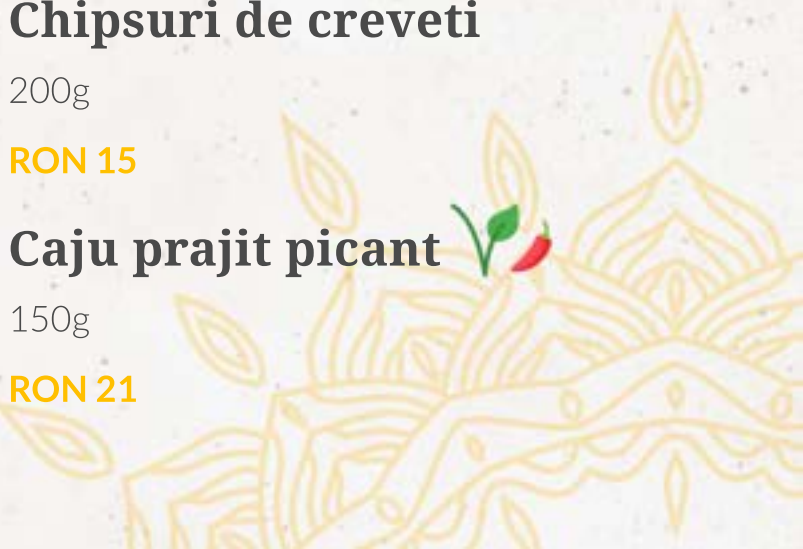 Chipsuri de creveti
200g
RON 15
Caju prajit picant
150g
RON 21